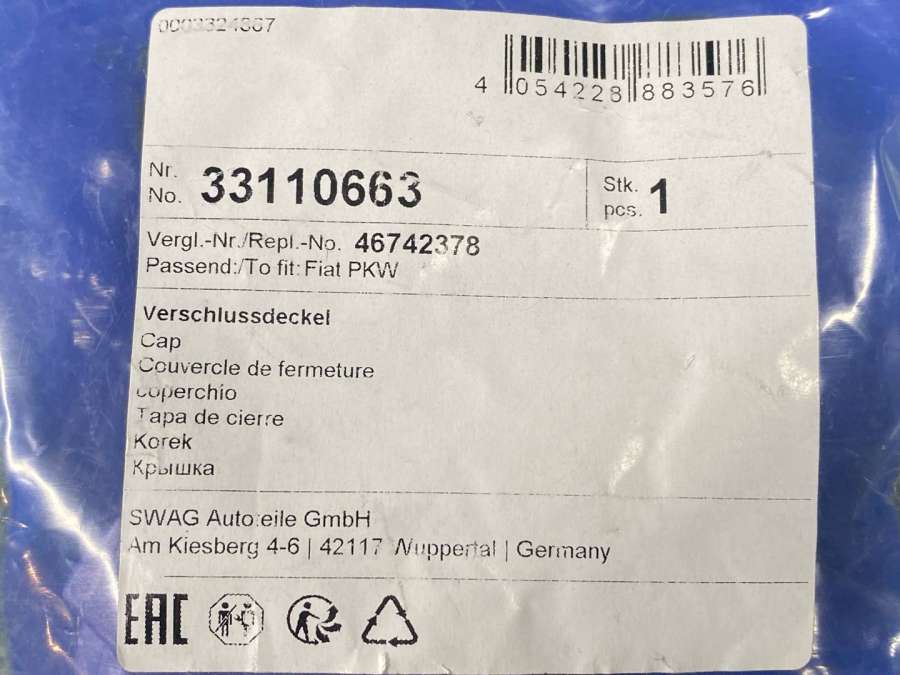 4 054228 883576
Nr.
No. 33110663
Stk.
pcs. 1
Vergl.-Nr./Repl.-No. 46742378
Passend:/To fit: Fiat PKW
Verschlussdeckel
Cap
Couvercle de fermeture
Coperchio
Tapa de cierre
Korek
Крышка
SWAG Autoteile GmbH
Am Kiesberg 4-6 | 42117 Wuppertal | Germany
EAC